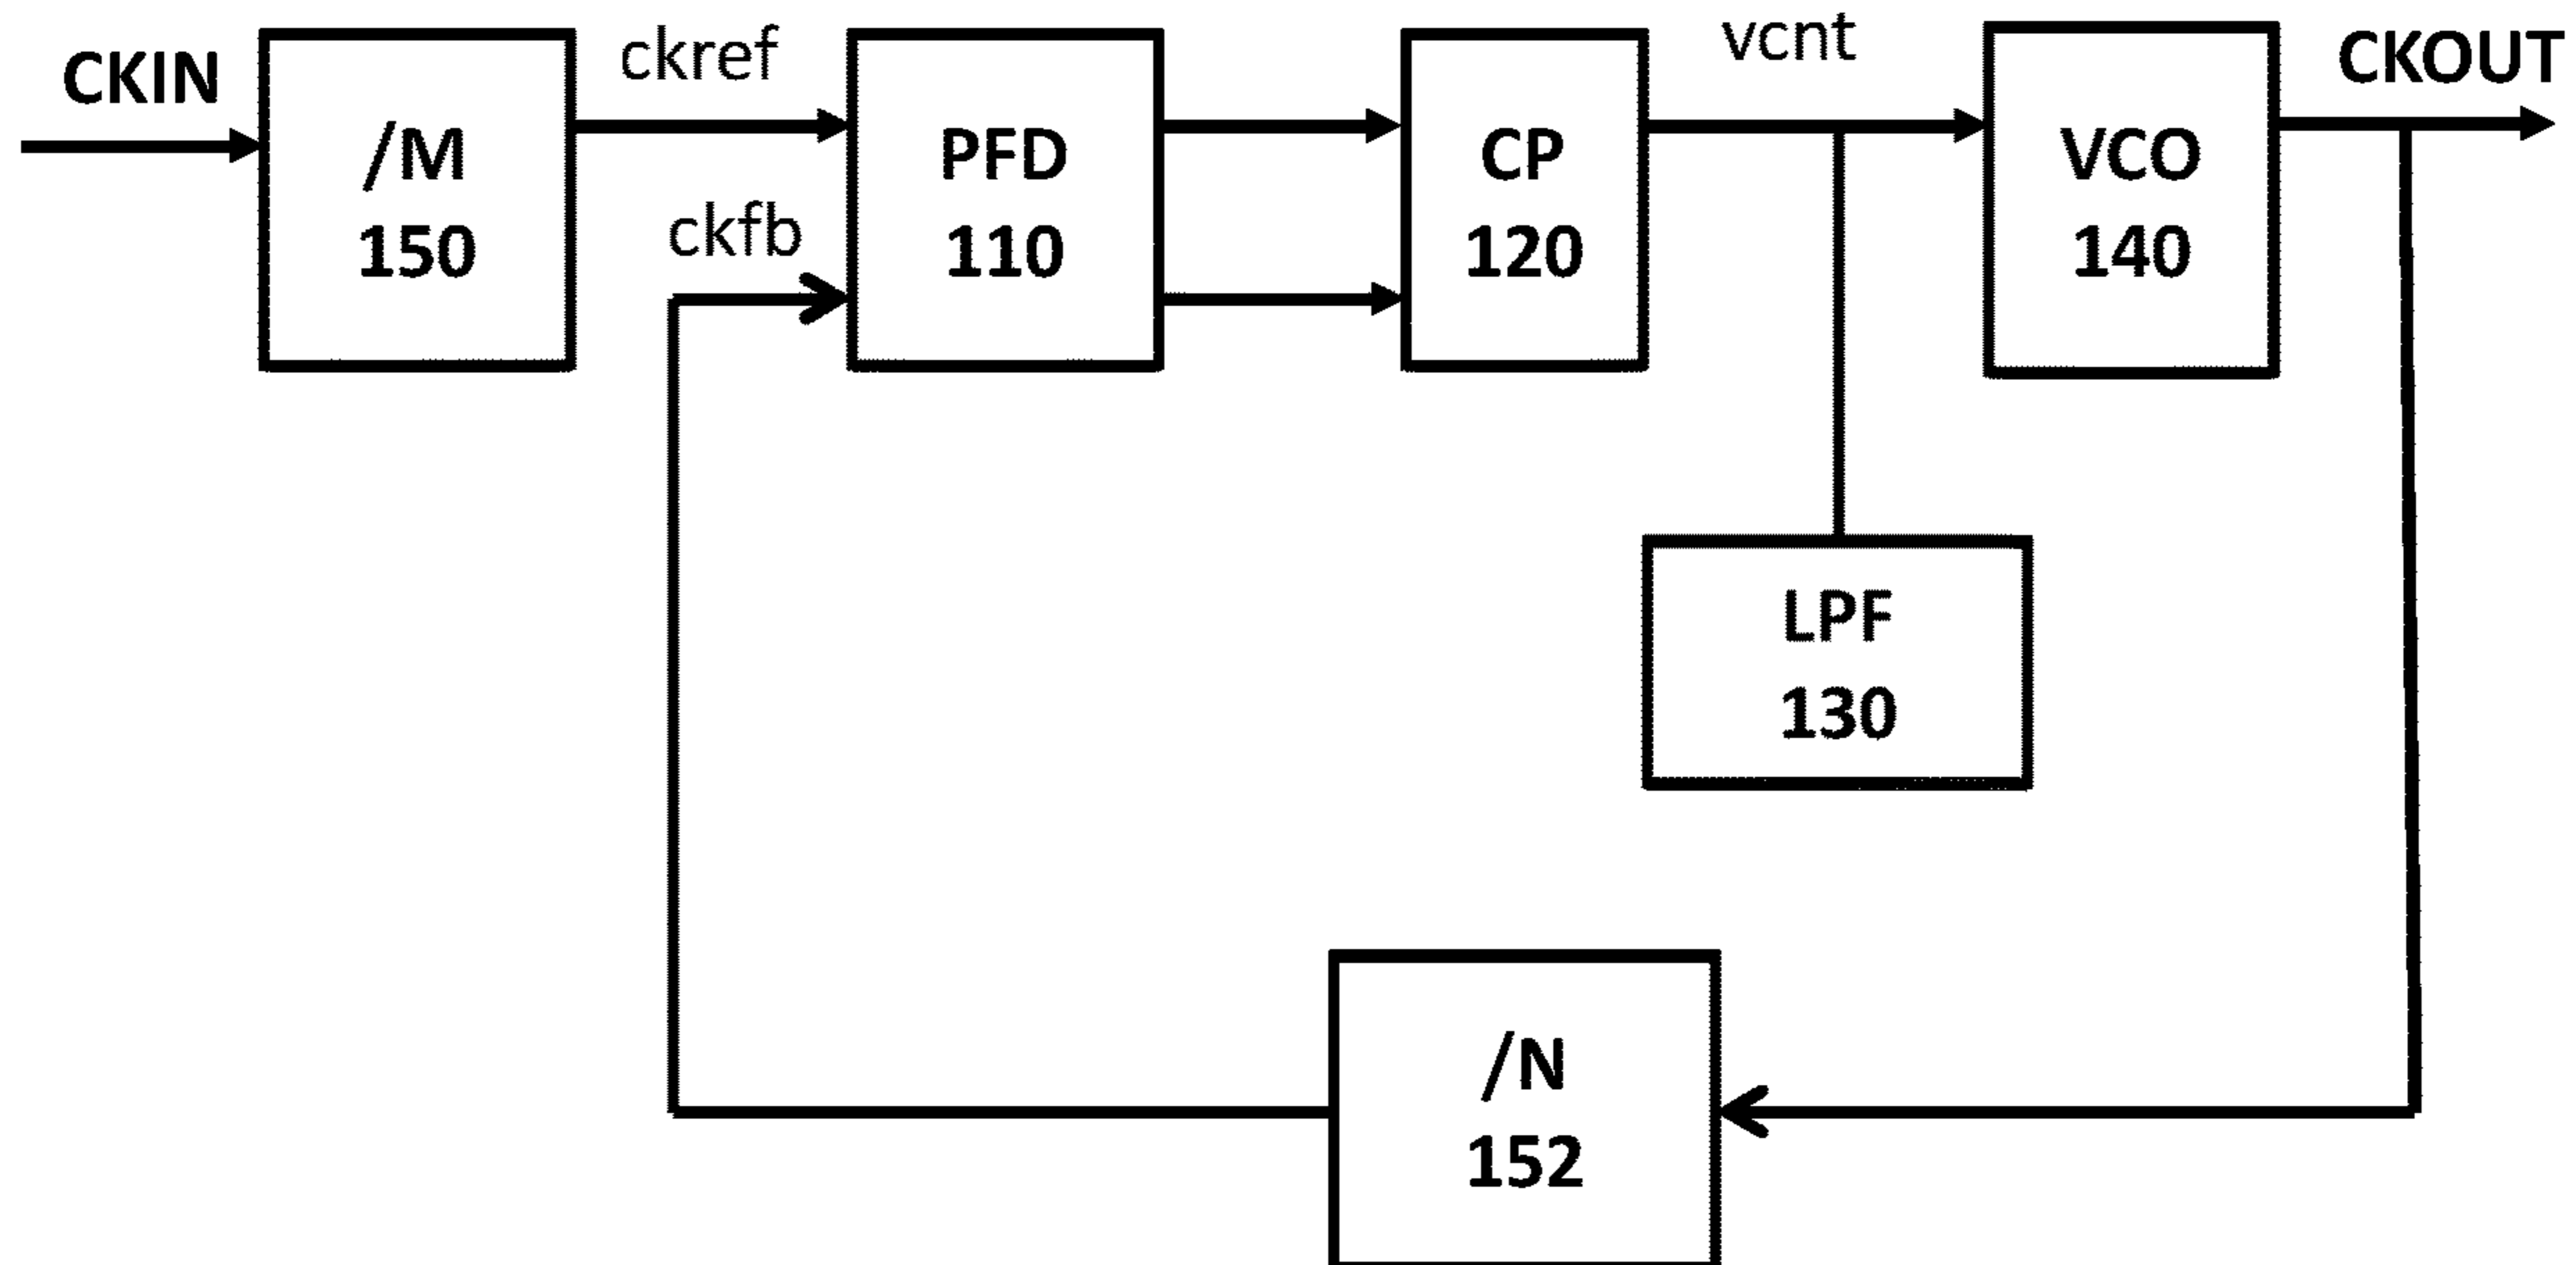 CKIN
/M
150
ckref
ckfb
PFD
110
CP
120
vcnt
VCO
140
CKOUT
LPF
130
/N
152